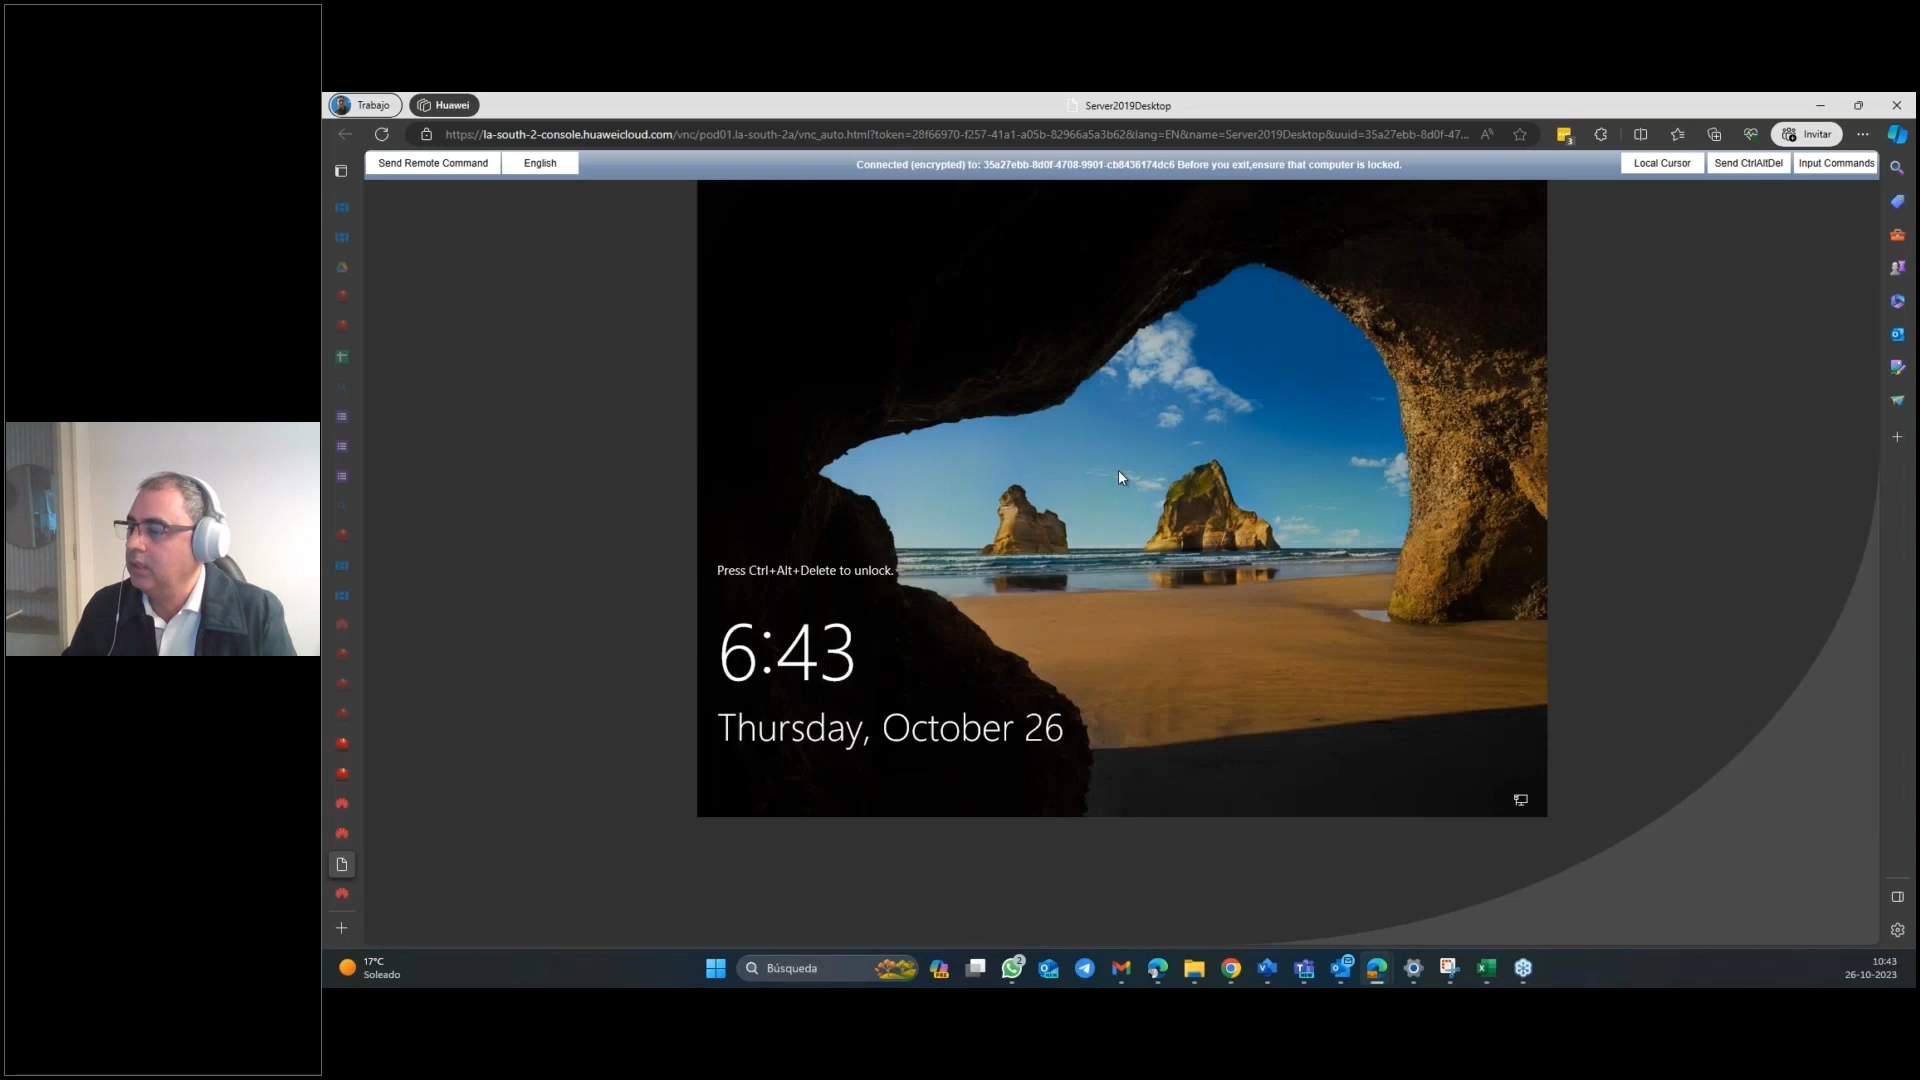 Trabajo
Huawei
Server2019Desktop
https://la-south-2-console.huaweicloud.com/vnc/pod01.la-south-2a/vnc_auto.html?token=28f66970-f257-41a1-a05b-82966a5a3b62&lang=EN&name=Server2019Desktop&uuid=35a27ebb-8d0f-47...
Invitar
Send Remote Command
English
Connected (encrypted) to: 35a27ebb-8d0f-4708-9901-cb8436174dc6 Before you exit,ensure that computer is locked.
Local Cursor
Send CtrlAltDel
Input Commands
Press Ctrl+Alt+Delete to unlock.
6:43
Thursday, October 26
17°C
Soleado
Búsqueda
2
10:43
26-10-2023